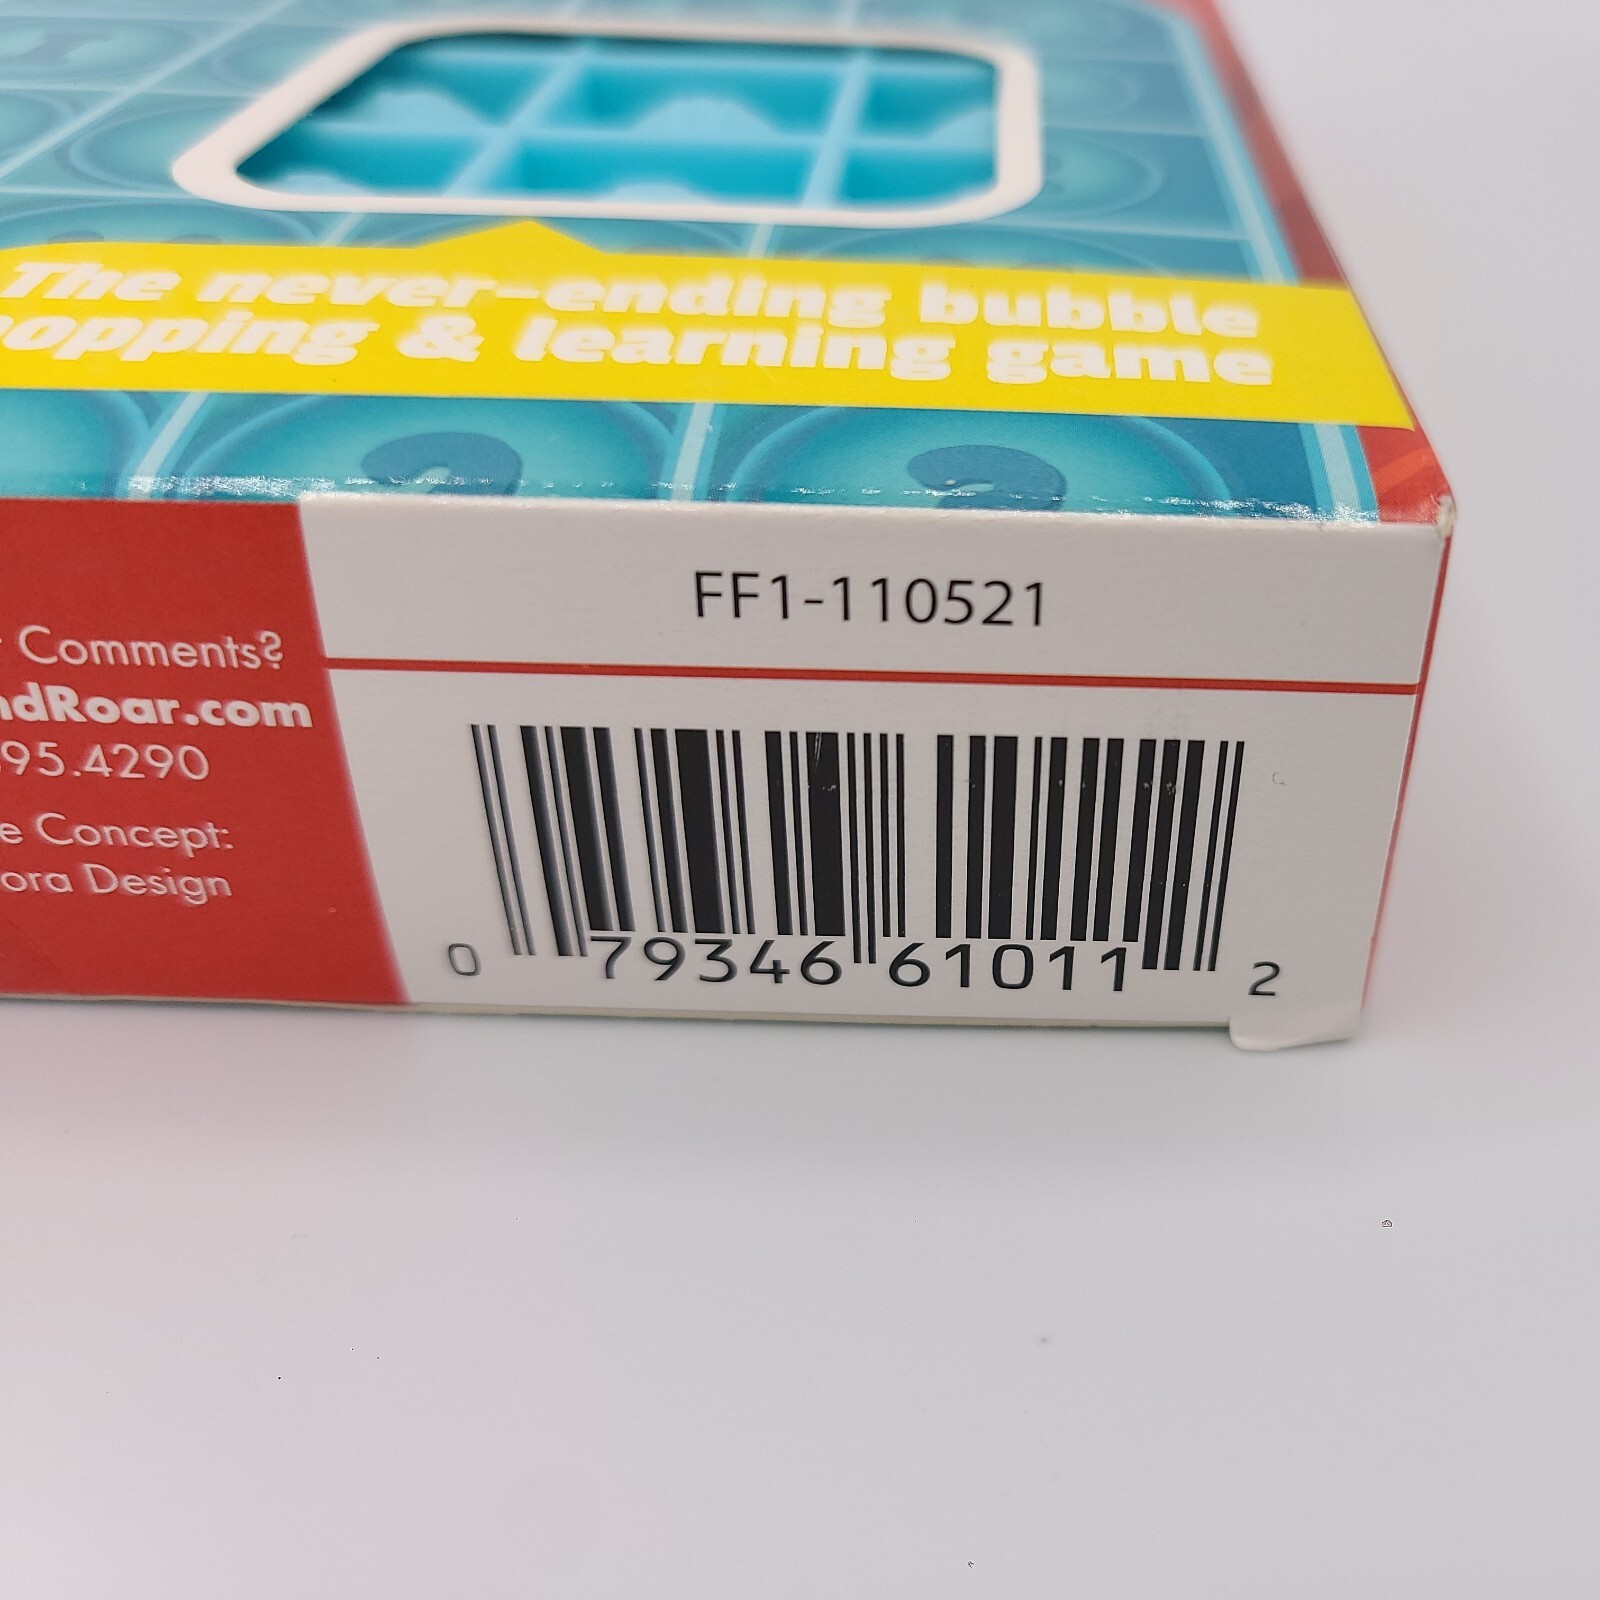 The never-ending bubble
opping & learning game
FF1-110521
Comments?
ndRoar.com
95.4290
e Concept:
ora Design
0 79346 61011 2